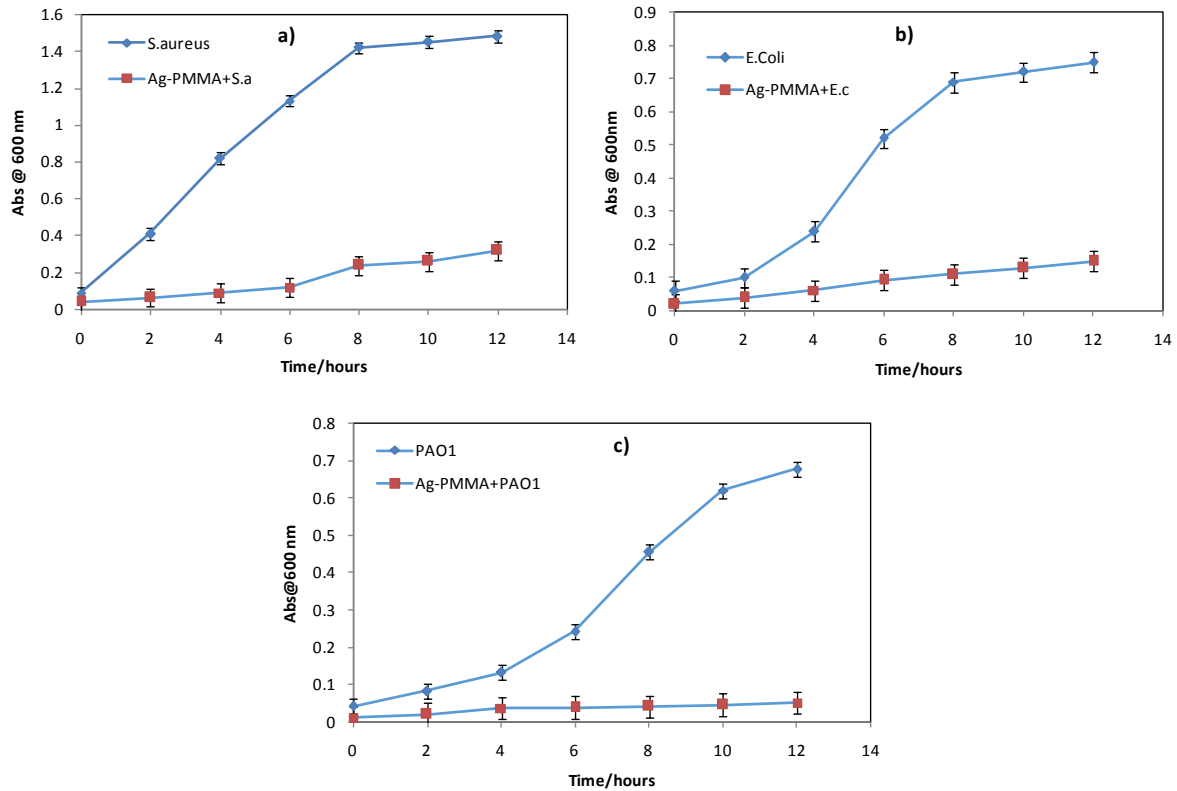 a)
S.aureus
Ag-PMMA+S.a
Abs @ 600 nm
1.6
1.4
1.2
1
0.8
0.6
0.4
0.2
0
0 2 4 6 8 10 12 14
Time/hours
b)
E.Coli
Ag-PMMA+E.c
Abs @ 600nm
0.9
0.8
0.7
0.6
0.5
0.4
0.3
0.2
0.1
0
0 2 4 6 8 10 12 14
Time/hours
c)
PAO1
Ag-PMMA+PAO1
Abs@600 nm
0.8
0.7
0.6
0.5
0.4
0.3
0.2
0.1
0
0 2 4 6 8 10 12 14
Time/hours